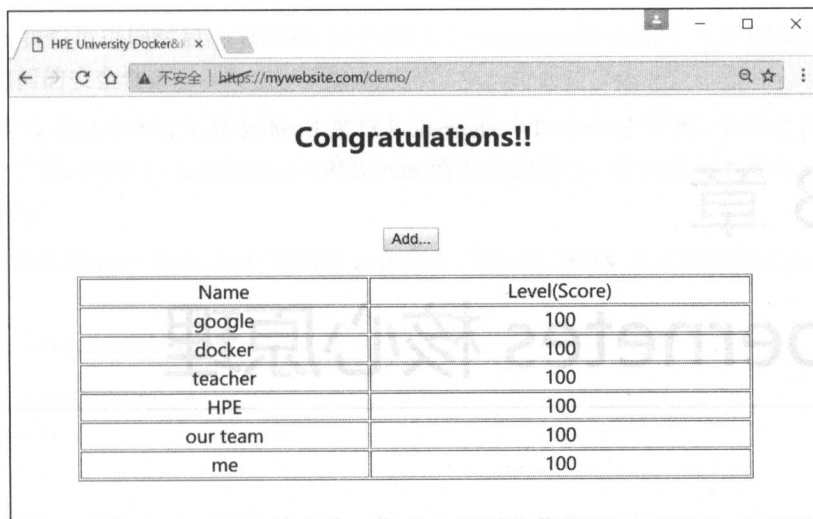 HPE University Docker&
不安全 | https://mywebsite.com/demo/
Congratulations!!
Add...
Name Level(Score)
google 100
docker 100
teacher 100
HPE 100
our team 100
me 100